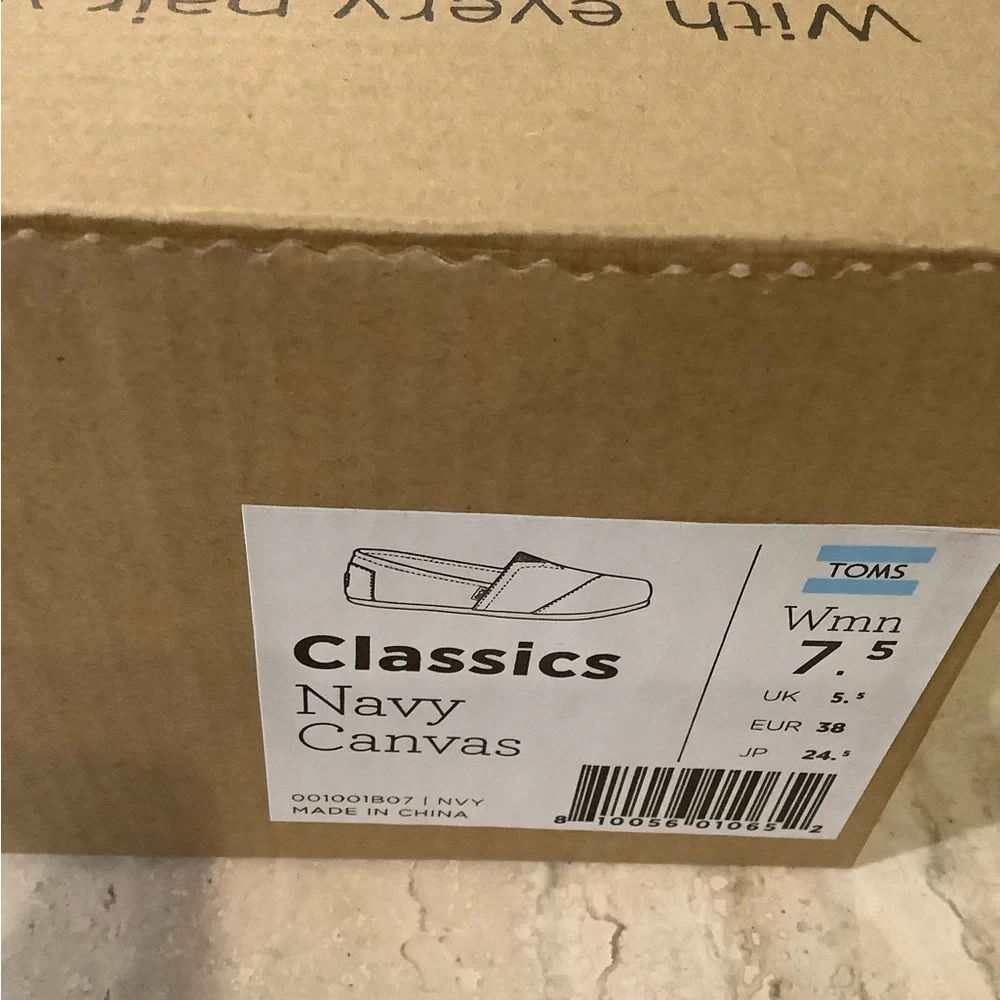 With every pair
TOMS
Wmn
7.5
UK 5.5
EUR 38
JP 24.5
Classics
Navy
Canvas
001001B07 | NVY
MADE IN CHINA
8 10056 01065 2